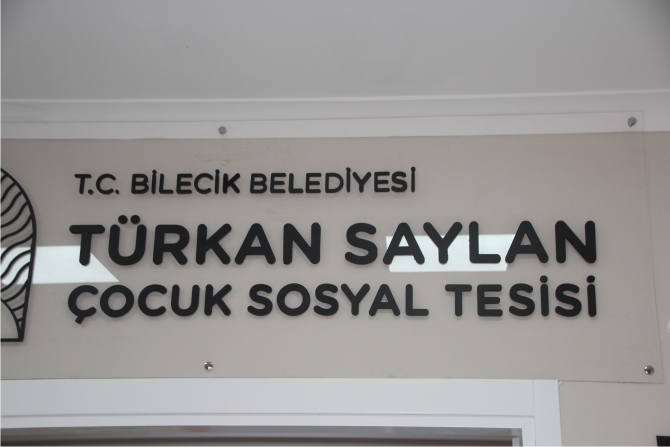 T.C. BİLECİK BELEDİYESİ
TÜRKAN SAYLAN
ÇOCUK SOSYAL TESİSİ